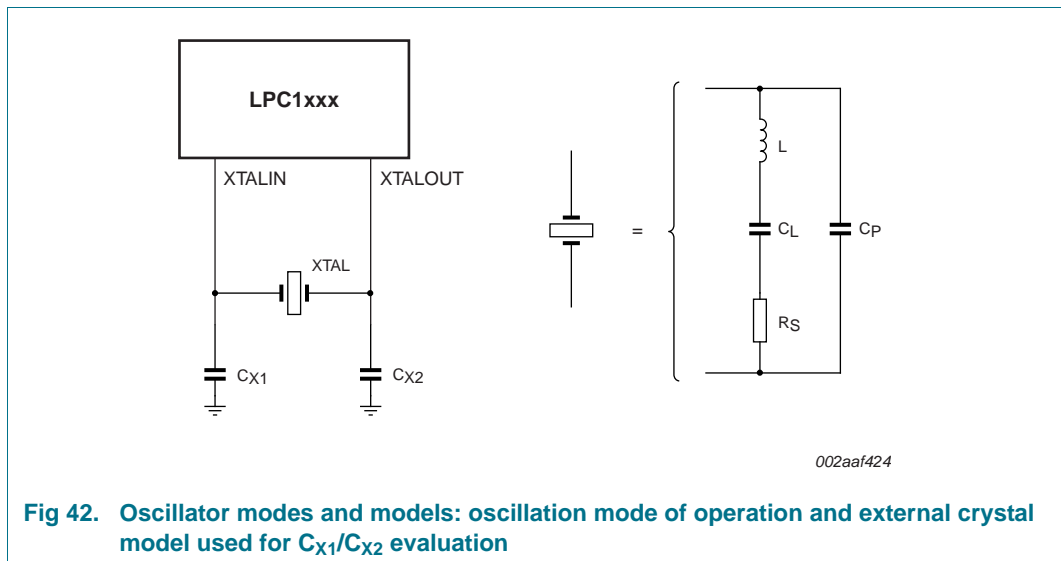 LPC1xxx
XTALIN
XTALOUT
XTAL
CX1
CX2
=
L
CL
CP
RS
002aaf424
Fig 42. Oscillator modes and models: oscillation mode of operation and external crystal
model used for CX1/CX2 evaluation